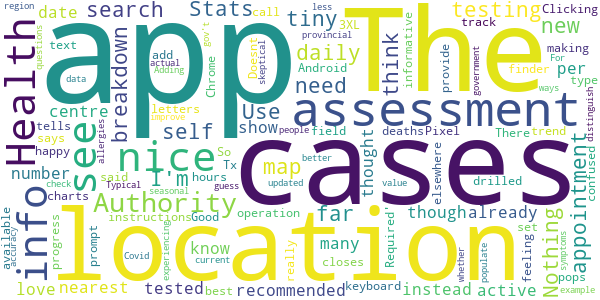 region
date
search
Stats
call
tiny
3XL
testing
Clicking
new
questions
text
gov't
provincial
less
track
making
Health
app
The
breakdown
add
Chrome
daily
Android
think
informative
finder
per
data
actual
Adding
Doesnt
skeptical
need
provide
government
type
centre
letters
Use
show
assessment
see
tells
allergies
says
self
field
deaths
Pixel
There
trend
For
ways
distinguish
happy
improve
people
number
nice
I'm
map
cases
elsewhere
charts
said
hours
So
Tx
thought
better
drilled
confused
info
Typical
seasonal
guess
updated
value
Authority
far
though
already
appointment
available
accuracy
check
progress
instructions
Good
operation
many
Required
set
feeling
whether
symptoms
prompt
know
really
closes
keyboard
oops
populate
Nothing
location
Covid
experiencing
current
love
nearest
tested
best
recommended
instead
active
example